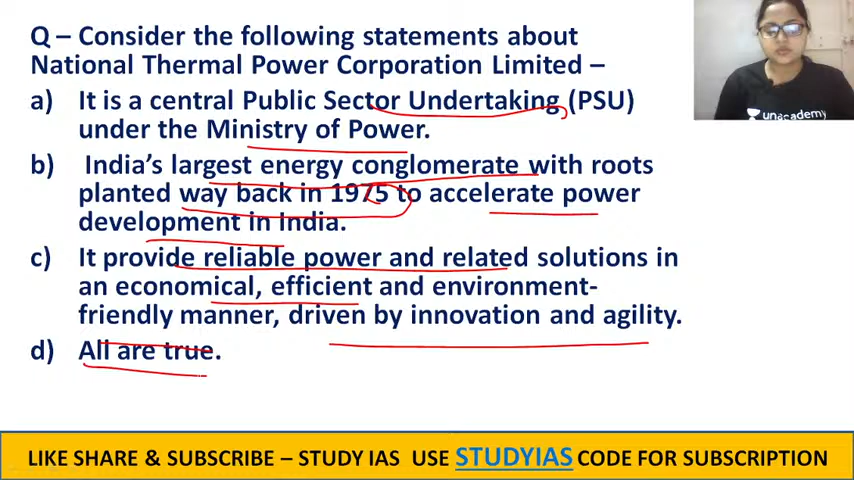 Q – Consider the following statements about
National Thermal Power Corporation Limited –
a) It is a central Public Sector Undertaking (PSU)
under the Ministry of Power.
b) India's largest energy conglomerate with roots
planted way back in 1975 to accelerate power
development in India.
c) It provide reliable power and related solutions in
an economical, efficient and environment-
friendly manner, driven by innovation and agility.
d) All are true.
unacademy
LIKE SHARE & SUBSCRIBE – STUDY IAS USE STUDYIAS CODE FOR SUBSCRIPTION